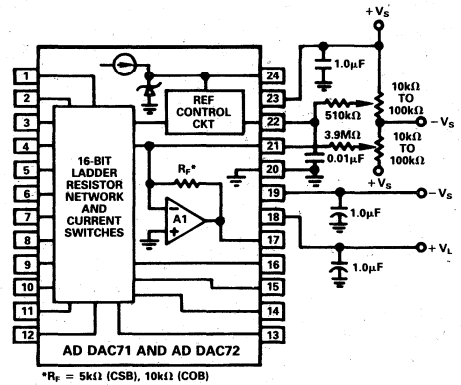 +VS
1.0μF
10kΩ
TO
100kΩ
510kΩ
-VS
3.9MΩ
10kΩ
TO
100kΩ
0.01μF
+VS
-VS
1.0μF
+VL
1.0μF
1
2
3
4
5
6
7
8
9
10
11
12
24
23
22
21
20
19
18
17
16
15
14
13
REF
CONTROL
CKT
16-BIT
LADDER
RESISTOR
NETWORK
AND
CURRENT
SWITCHES
RF*
A1
-
+
AD DAC71 AND AD DAC72
*RF = 5kΩ (CSB), 10kΩ (COB)